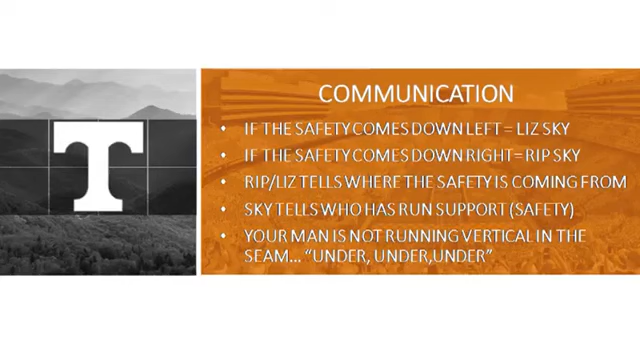 T
COMMUNICATION
• IF THE SAFETY COMES DOWN LEFT = LIZ SKY
• IF THE SAFETY COMES DOWN RIGHT= RIP SKY
• RIP/LIZ TELLS WHERE THE SAFETY IS COMING FROM
• SKY TELLS WHO HAS RUN SUPPORT (SAFETY)
• YOUR MAN IS NOT RUNNING VERTICAL IN THE
SEAM... "UNDER, UNDER,UNDER"